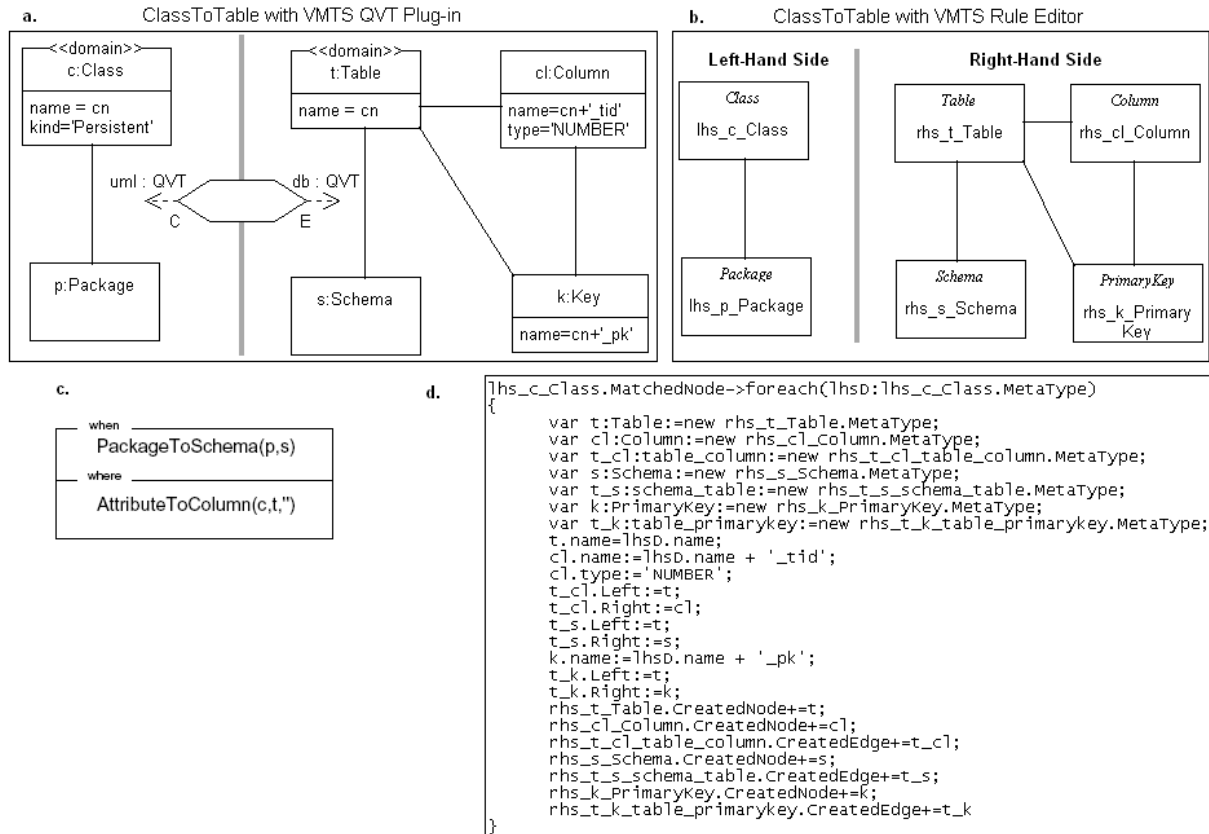 a.
ClassToTable with VMTS QVT Plug-in
<<domain>>
c:Class
name = cn
kind='Persistent'
<<domain>>
t:Table
name = cn
cl:Column
name=cn+'_tid'
type='NUMBER'
uml : QVT
db : QVT
C
E
p:Package
s:Schema
k:Key
name=cn+'_pk'
b.
ClassToTable with VMTS Rule Editor
Left-Hand Side
Right-Hand Side
Class
lhs_c_Class
Table
rhs_t_Table
Column
rhs_cl_Column
Package
lhs_p_Package
Schema
rhs_s_Schema
PrimaryKey
rhs_k_Primary
Key
c.
when
PackageToSchema(p,s)
where
AttributeToColumn(c,t,'')
d.
lhs_c_Class.MatchedNode->foreach(lhsD:lhs_c_Class.MetaType)
{
var t:Table:=new rhs_t_Table.MetaType;
var cl:Column:=new rhs_cl_Column.MetaType;
var t_cl:table_column:=new rhs_t_cl_table_column.MetaType;
var s:Schema:=new rhs_s_Schema.MetaType;
var t_s:schema_table:=new rhs_t_s_schema_table.MetaType;
var k:PrimaryKey:=new rhs_k_PrimaryKey.MetaType;
var t_k:table_primarykey:=new rhs_t_k_table_primarykey.MetaType;
t.name=lhsD.name;
cl.name:=lhsD.name + '_tid';
cl.type:='NUMBER';
t_cl.Left:=t;
t_cl.Right:=cl;
t_s.Left:=t;
t_s.Right:=s;
k.name:=lhsD.name + '_pk';
t_k.Left:=t;
t_k.Right:=k;
rhs_t_Table.CreatedNode+=t;
rhs_cl_Column.CreatedNode+=cl;
rhs_t_cl_table_column.CreatedEdge+=t_cl;
rhs_s_Schema.CreatedNode+=s;
rhs_t_s_schema_table.CreatedEdge+=t_s;
rhs_k_PrimaryKey.CreatedNode+=k;
rhs_t_k_table_primarykey.CreatedEdge+=t_k
}